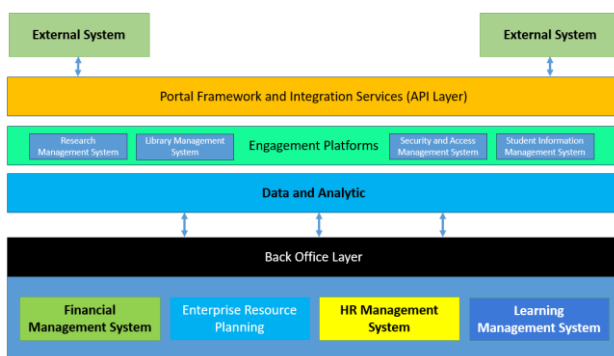 External System
External System
Portal Framework and Integration Services (API Layer)
Research
Management System
Library Management
System
Engagement Platforms
Security and Access
Management System
Student Information
Management System
Data and Analytic
Back Office Layer
Financial
Management System
Enterprise Resource
Planning
HR Management
System
Learning
Management System